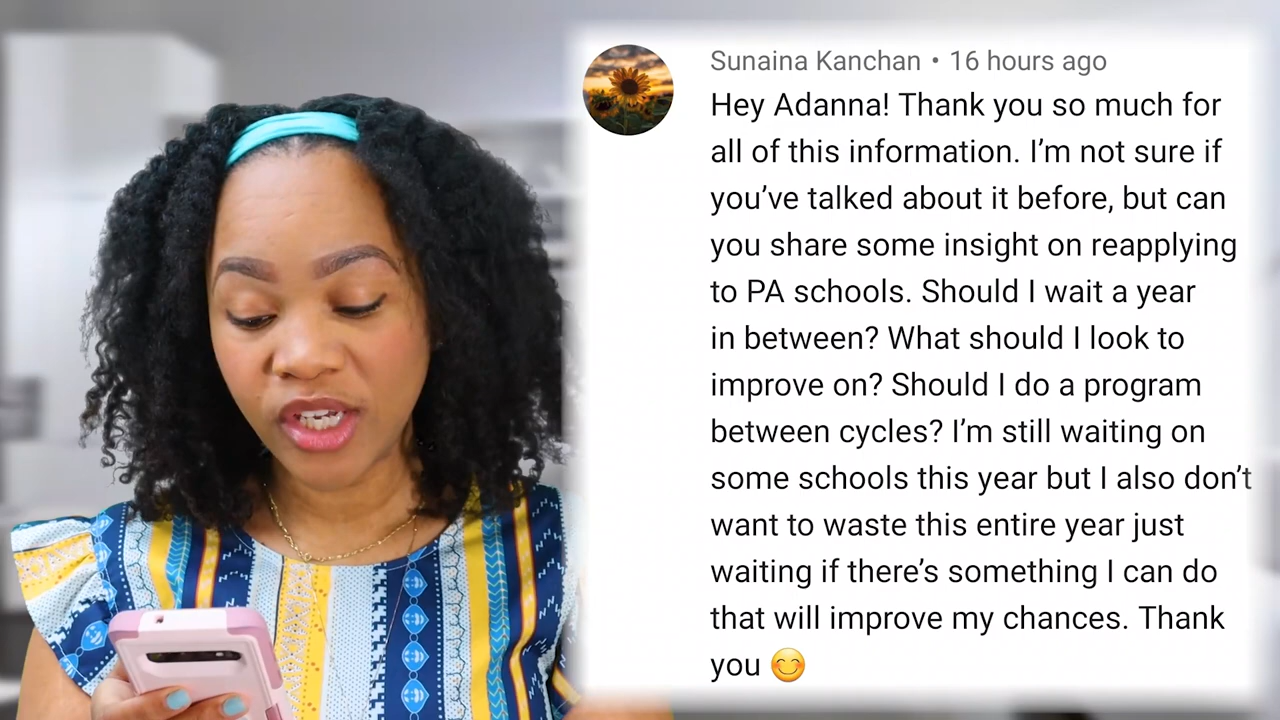 Sunaina Kanchan • 16 hours ago
Hey Adanna! Thank you so much for
all of this information. I’m not sure if
you’ve talked about it before, but can
you share some insight on reapplying
to PA schools. Should I wait a year
in between? What should I look to
improve on? Should I do a program
between cycles? I’m still waiting on
some schools this year but I also don’t
want to waste this entire year just
waiting if there’s something I can do
that will improve my chances. Thank
you 😊